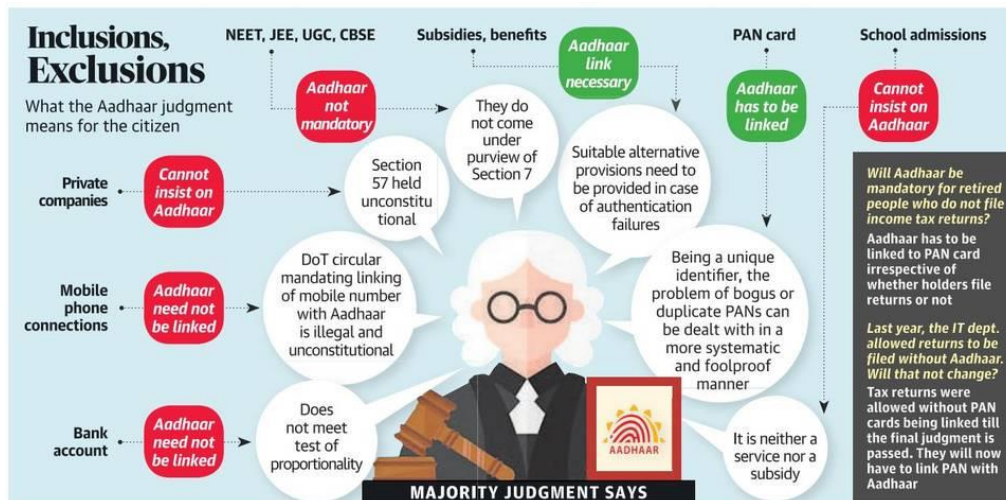 Inclusions,
Exclusions
What the Aadhaar judgment
means for the citizen
NEET, JEE, UGC, CBSE
Aadhaar
not
mandatory
They do
not come
under
purview of
Section 7
Subsidies, benefits
Aadhaar
link
necessary
Suitable alternative
provisions need to
be provided in case
of authentication
failures
PAN card
Aadhaar
has to be
linked
Being a unique
identifier, the
problem of bogus or
duplicate PANs can
be dealt with in a
more systematic
and foolproof
manner
School admissions
Cannot
insist on
Aadhaar
It is neither a
service nor a
subsidy
Private
companies
Cannot
insist on
Aadhaar
Section
57 held
unconstitu
tional
Mobile
phone
connections
Aadhaar
need not
be linked
DoT circular
mandating linking
of mobile number
with Aadhaar
is illegal and
unconstitutional
Bank
account
Aadhaar
need not
be linked
Does
not meet
test of
proportionality
AADHAAR
MAJORITY JUDGMENT SAYS
Will Aadhaar be
mandatory for retired
people who do not file
income tax returns?
Aadhaar has to be
linked to PAN card
irrespective of
whether holders file
returns or not
Last year, the IT dept.
allowed returns to be
filed without Aadhaar.
Will that not change?
Tax returns were
allowed without PAN
cards being linked till
the final judgment is
passed. They will now
have to link PAN with
Aadhaar